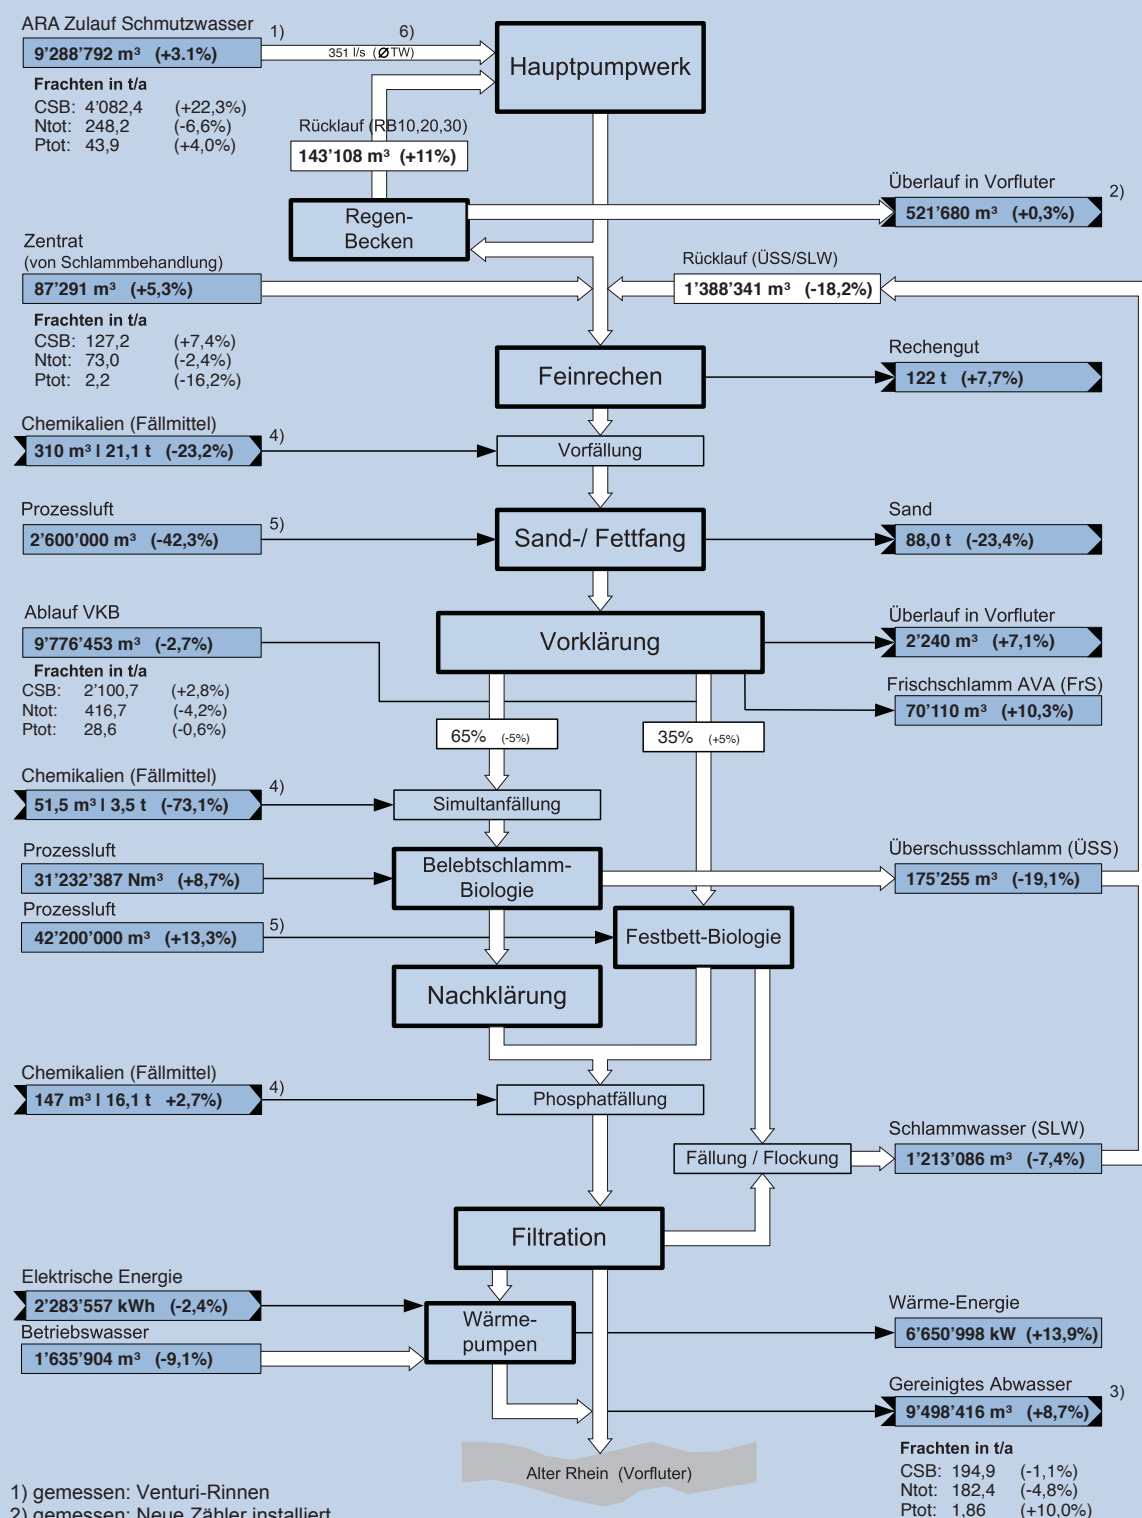 ARA Zulauf Schmutzwasser
1)
9’288’792 m³ (+3.1%)
6)
351 l/s (ØTW)
Hauptpumpwerk
Frachten in t/a
CSB: 4’082,4 (+22,3%)
Ntot: 248,2 (-6,6%)
Ptot: 43,9 (+4,0%)
Rücklauf (RB10,20,30)
143’108 m³ (+11%)
Regen-
Becken
Überlauf in Vorfluter
2)
521’680 m³ (+0,3%)
Zentrat
(von Schlammbehandlung)
87’291 m³ (+5,3%)
Rücklauf (ÜSS/SLW)
1’388’341 m³ (-18,2%)
Frachten in t/a
CSB: 127,2 (+7,4%)
Ntot: 73,0 (-2,4%)
Ptot: 2,2 (-16,2%)
Feinrechen
Rechengut
122 t (+7,7%)
Chemikalien (Fällmittel)
4)
310 m³ I 21,1 t (-23,2%)
Vorfällung
Prozessluft
5)
2’600’000 m³ (-42,3%)
Sand-/ Fettfang
Sand
88,0 t (-23,4%)
Ablauf VKB
9’776’453 m³ (-2,7%)
Vorklärung
Überlauf in Vorfluter
2’240 m³ (+7,1%)
Frachten in t/a
CSB: 2’100,7 (+2,8%)
Ntot: 416,7 (-4,2%)
Ptot: 28,6 (-0,6%)
Frischschlamm AVA (FrS)
70’110 m³ (+10,3%)
65% (-5%)
35% (+5%)
Chemikalien (Fällmittel)
4)
51,5 m³ I 3,5 t (-73,1%)
Simultanfällung
Prozessluft
31’232’387 Nm³ (+8,7%)
Belebtschlamm-
Biologie
Überschussschlamm (ÜSS)
175’255 m³ (-19,1%)
Prozessluft
5)
42’200’000 m³ (+13,3%)
Festbett-Biologie
Nachklärung
Chemikalien (Fällmittel)
4)
147 m³ I 16,1 t +2,7%)
Phosphatfällung
Fällung / Flockung
Schlammwasser (SLW)
1’213’086 m³ (-7,4%)
Filtration
Elektrische Energie
2’283’557 kWh (-2,4%)
Betriebswasser
1’635’904 m³ (-9,1%)
Wärme-
pumpen
Wärme-Energie
6’650’998 kW (+13,9%)
Gereinigtes Abwasser
3)
9’498’416 m³ (+8,7%)
Frachten in t/a
CSB: 194,9 (-1,1%)
Ntot: 182,4 (-4,8%)
Ptot: 1,86 (+10,0%)
Alter Rhein (Vorfluter)
1) gemessen: Venturi-Rinnen
2) gemessen: Neue Zähler installiert